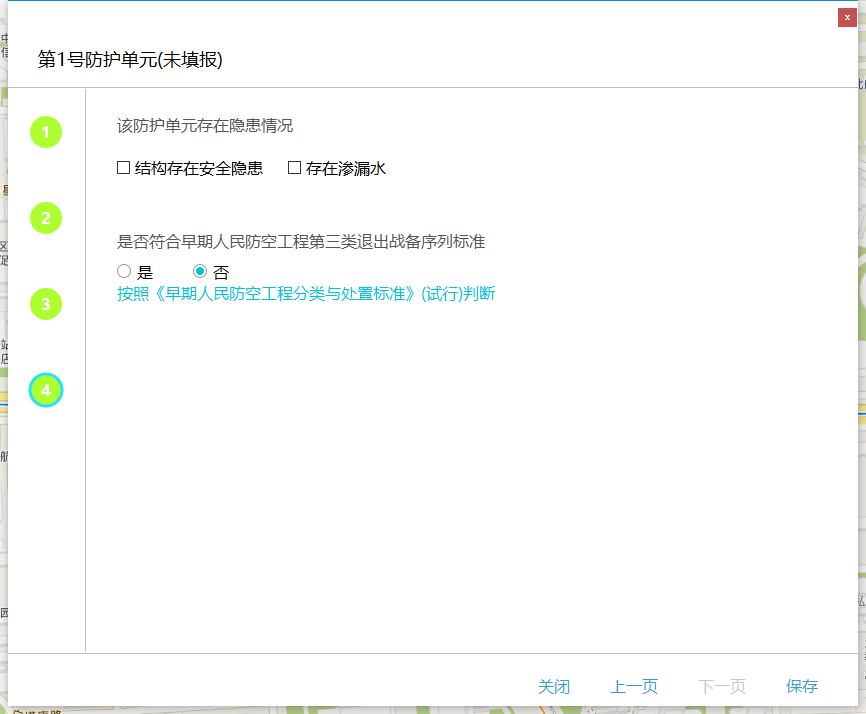 x
第1号防护单元(未填报)
1
该防护单元存在隐患情况
结构存在安全隐患 存在渗漏水
2
是否符合早期人民防空工程第三类退出战备序列标准
是 否
按照《早期人民防空工程分类与处置标准》(试行)判断
3
4
关闭 上一页 下一页 保存